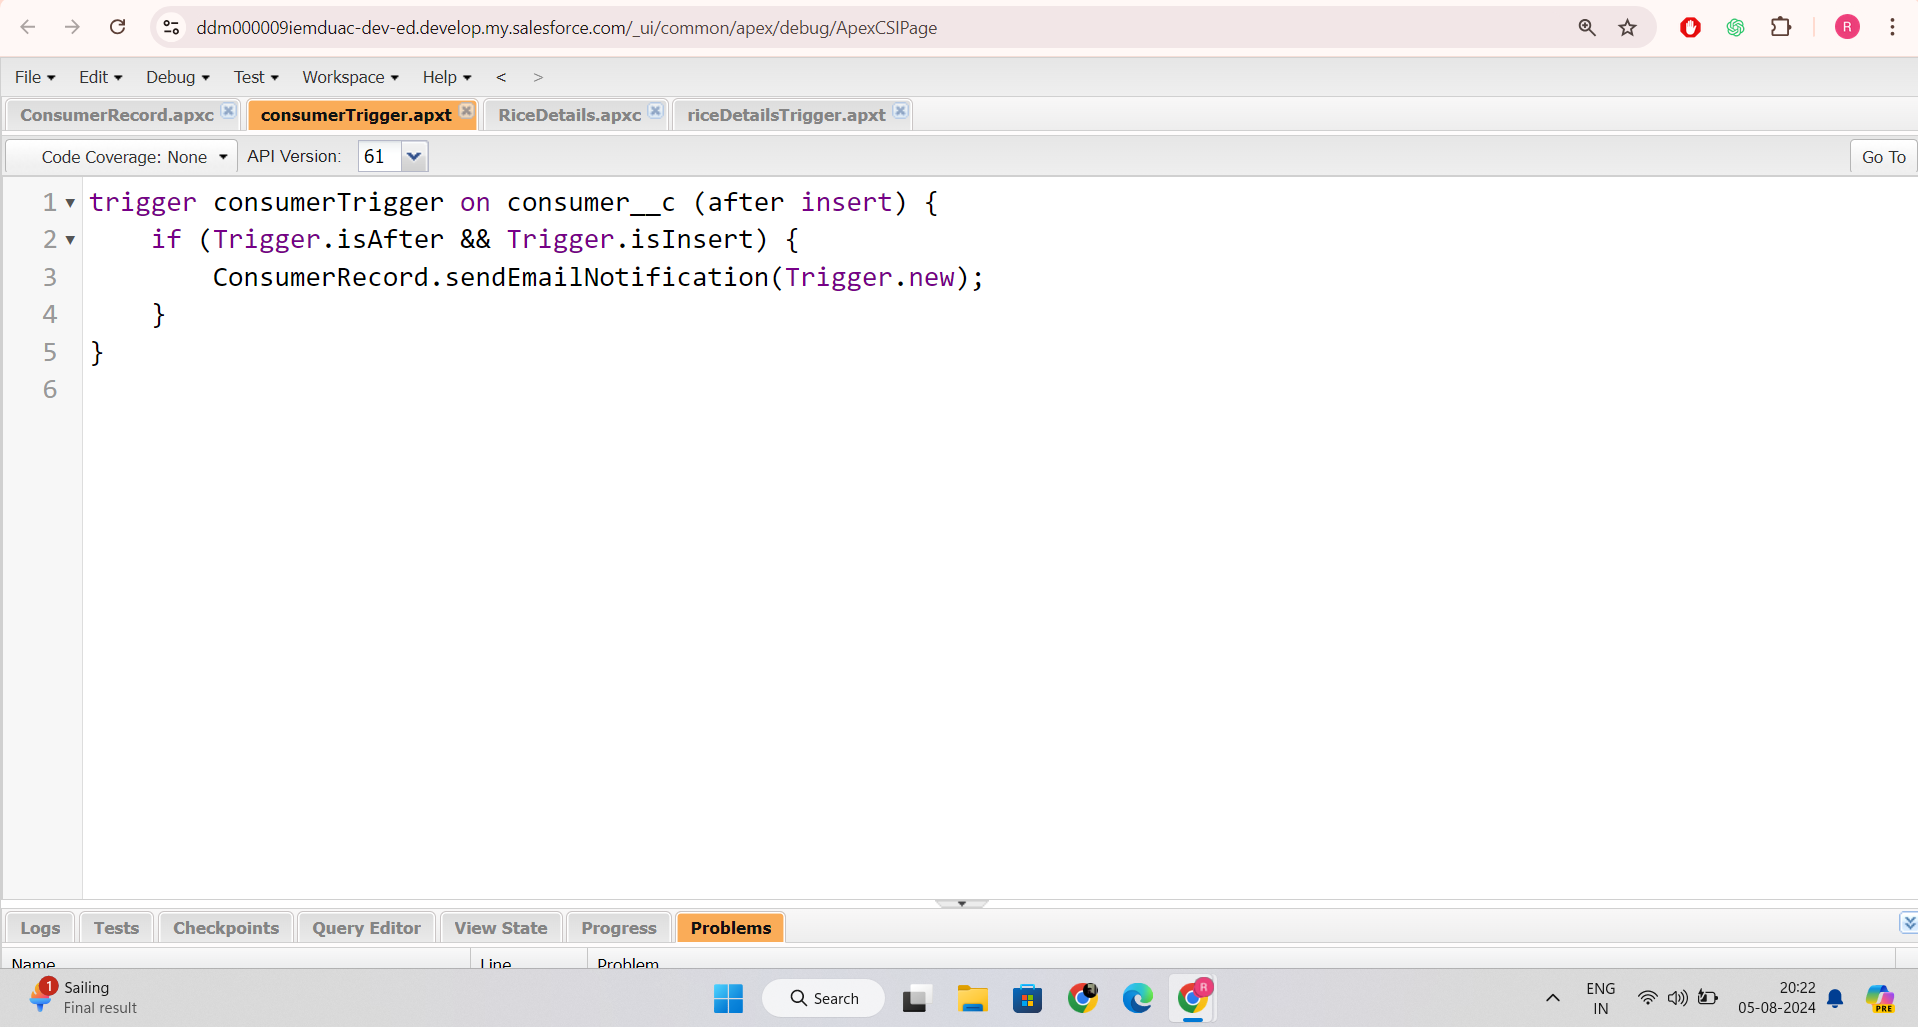 ddm000009iemduac-dev-ed.develop.my.salesforce.com/_ui/common/apex/debug/ApexCSIPage
R
File Edit Debug Test Workspace Help < >
ConsumerRecord.apxc consumerTrigger.apxt RiceDetails.apxc riceDetailsTrigger.apxt
Code Coverage: None API Version: 61 Go To
1 trigger consumerTrigger on consumer__c (after insert) {
2 if (Trigger.isAfter && Trigger.isInsert) {
3 ConsumerRecord.sendEmailNotification(Trigger.new);
4 }
5 }
6
Logs Tests Checkpoints Query Editor View State Progress Problems
Name Line Problem
1 Sailing
Final result
Search
R
ENG
IN
20:22
05-08-2024
PRE